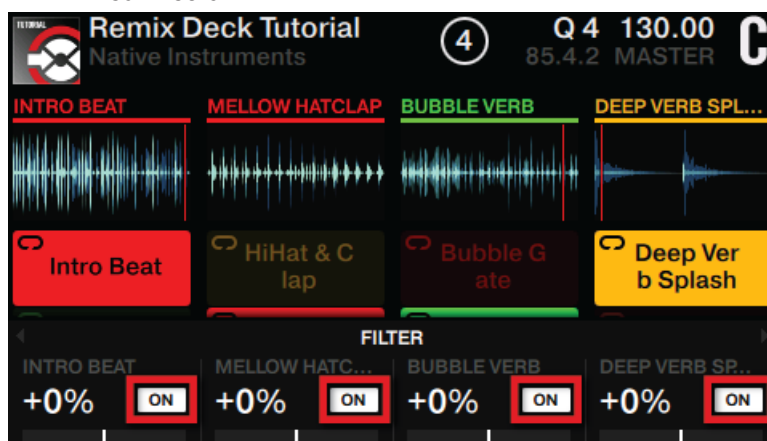 TUTORIAL
Remix Deck Tutorial
4
Q 4 130.00
C
Native Instruments
85.4.2 MASTER
INTRO BEAT MELLOW HATCLAP BUBBLE VERB DEEP VERB SPL...
Intro Beat
HiHat & C
lap
Bubble G
ate
Deep Ver
b Splash
FILTER
INTRO BEAT MELLOW HATC... BUBBLE VERB DEEP VERB SP...
+0% ON +0% ON +0% ON +0% ON